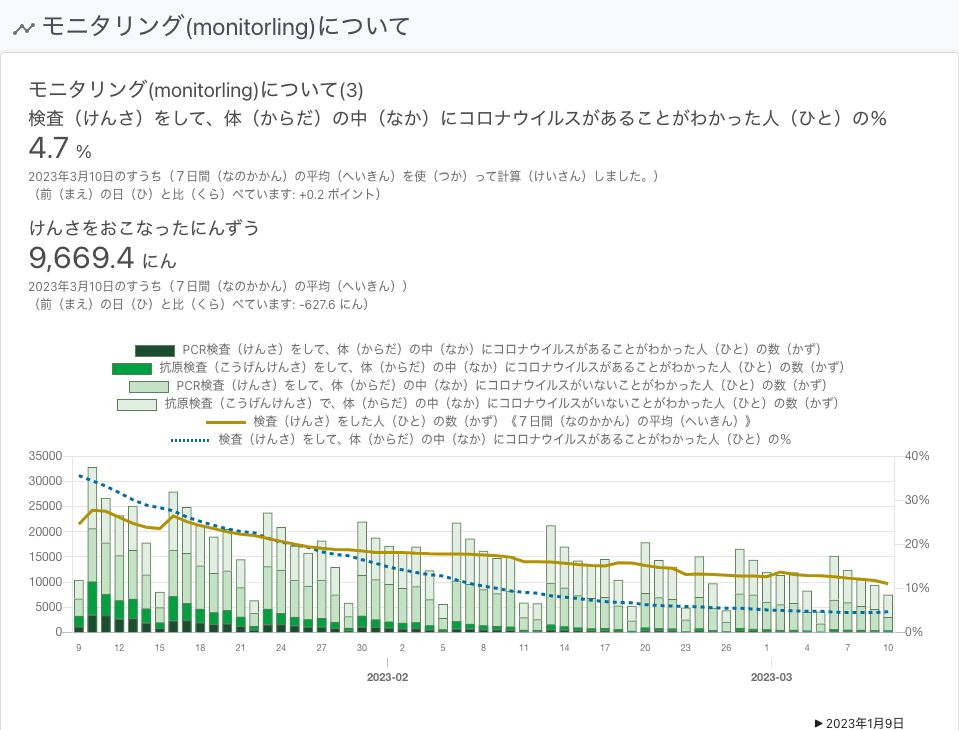 モニタリング(monitorling)について
モニタリング(monitorling)について(3)
検査（けんさ）をして、体（からだ）の中（なか）にコロナウイルスがあることがわかった人（ひと）の％
4.7 %
2023年3月10日のすうち（７日間（なのかかん）の平均（へいきん）を使（つか）って計算（けいさん）しました。）
（前（まえ）の日（ひ）と比（くら）べています: +0.2 ポイント）
けんさをおこなったにんずう
9,669.4 にん
2023年3月10日のすうち（７日間（なのかかん）の平均（へいきん））
（前（まえ）の日（ひ）と比（くら）べています: -627.6 にん）
PCR検査（けんさ）をして、体（からだ）の中（なか）にコロナウイルスがあることがわかった人（ひと）の数（かず）
抗原検査（こうげんけんさ）をして、体（からだ）の中（なか）にコロナウイルスがあることがわかった人（ひと）の数（かず）
PCR検査（けんさ）をして、体（からだ）の中（なか）にコロナウイルスがいないことがわかった人（ひと）の数（かず）
抗原検査（こうげんけんさ）で、体（からだ）の中（なか）にコロナウイルスがいないことがわかった人（ひと）の数（かず）
検査（けんさ）をした人（ひと）の数（かず）《７日間（なのかかん）の平均（へいきん）》
検査（けんさ）をして、体（からだ）の中（なか）にコロナウイルスがあることがわかった人（ひと）の％
35000 40%
30000
25000 30%
20000
15000 20%
10000 10%
5000
0 0%
9 12 15 18 21 24 27 30 2 5 8 11 14 17 20 23 26 1 4 7 10
2023-02 2023-03
▶2023年1月9日